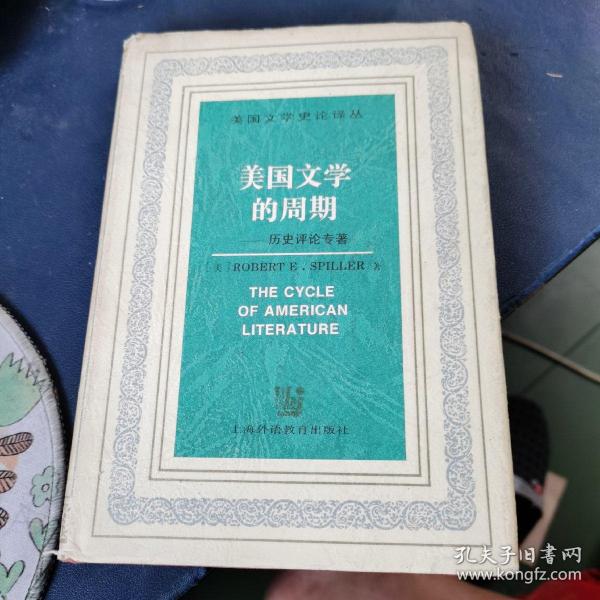 美国文学史论译丛
美国文学
的周期
——历史评论专著
〔美〕ROBERT E. SPILLER 著
THE CYCLE
OF AMERICAN
LITERATURE
上海外语教育出版社
孔夫子旧书网
www.kongfz.com